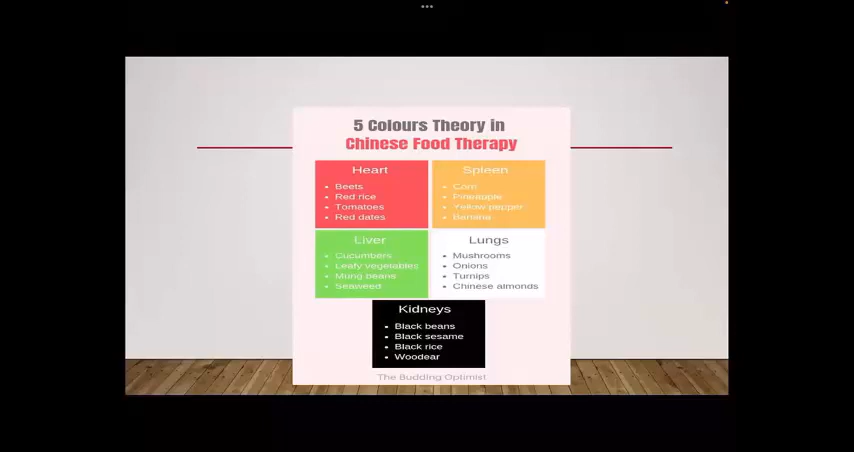 5 Colours Theory in
Chinese Food Therapy
Heart
• Beets
• Red rice
• Tomatoes
• Red dates
Spleen
• Corn
• Pineapple
• Yellow pepper
• Banana
Liver
• Cucumbers
• Leafy vegetables
• Mung beans
• Seaweed
Lungs
• Mushrooms
• Onions
• Turnips
• Chinese almonds
Kidneys
• Black beans
• Black sesame
• Black rice
• Woodear
The Budding Optimist